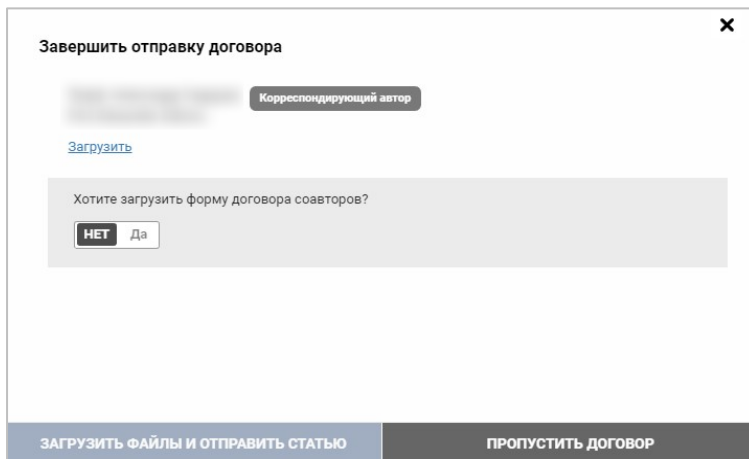 Завершить отправку договора
Корреспондирующий автор
Загрузить
Хотите загрузить форму договора соавторов?
НЕТ Да
ЗАГРУЗИТЬ ФАЙЛЫ И ОТПРАВИТЬ СТАТЬЮ ПРОПУСТИТЬ ДОГОВОР